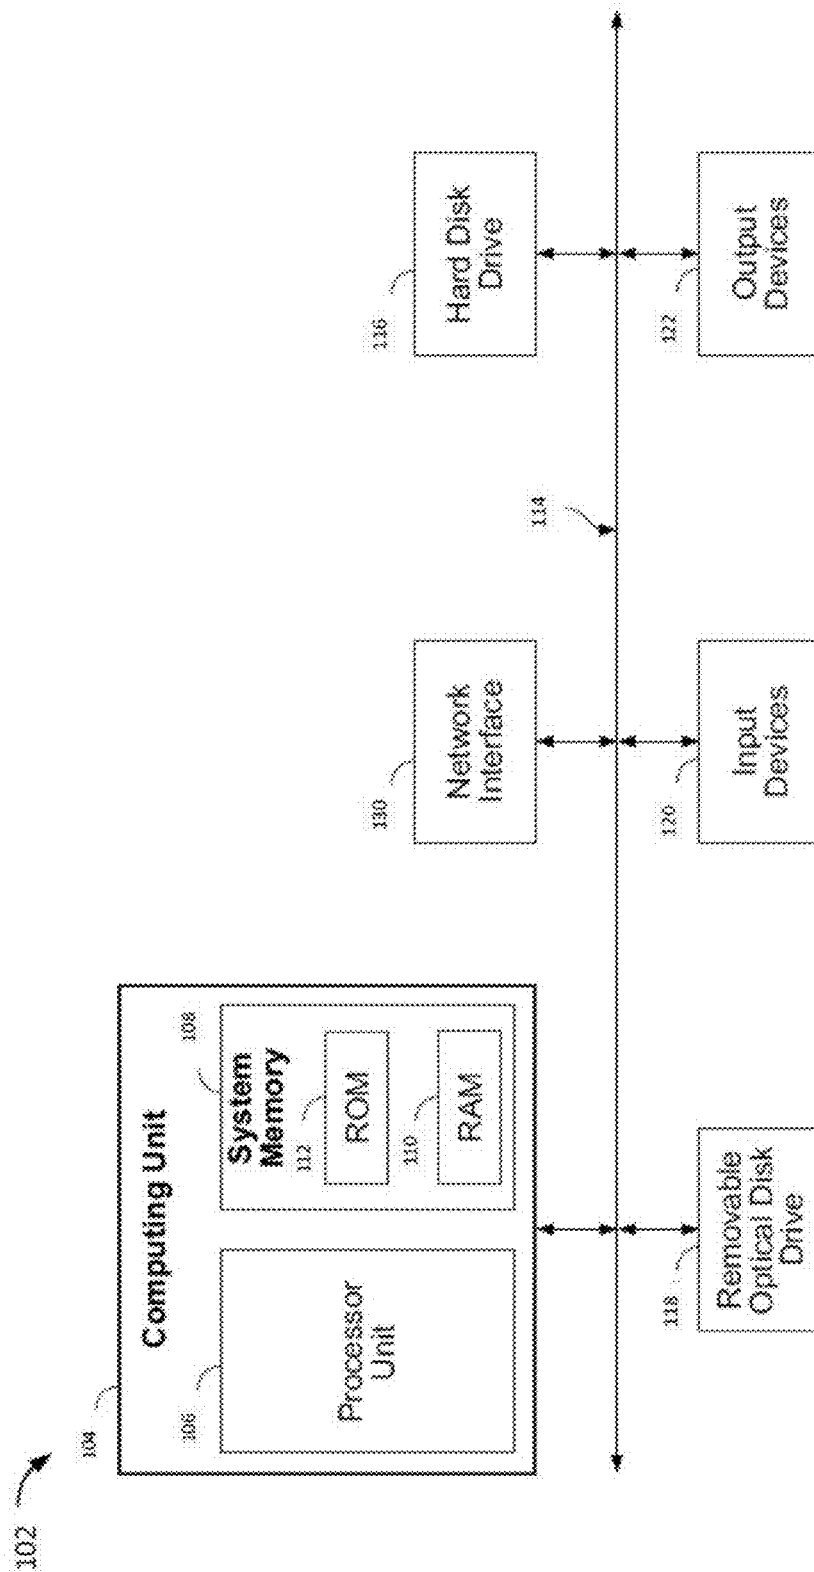 102
104
Computing Unit
106
Processor
Unit
108
System
Memory
112
ROM
110
RAM
130
Network
Interface
116
Hard Disk
Drive
114
118
Removable
Optical Disk
Drive
120
Input
Devices
122
Output
Devices